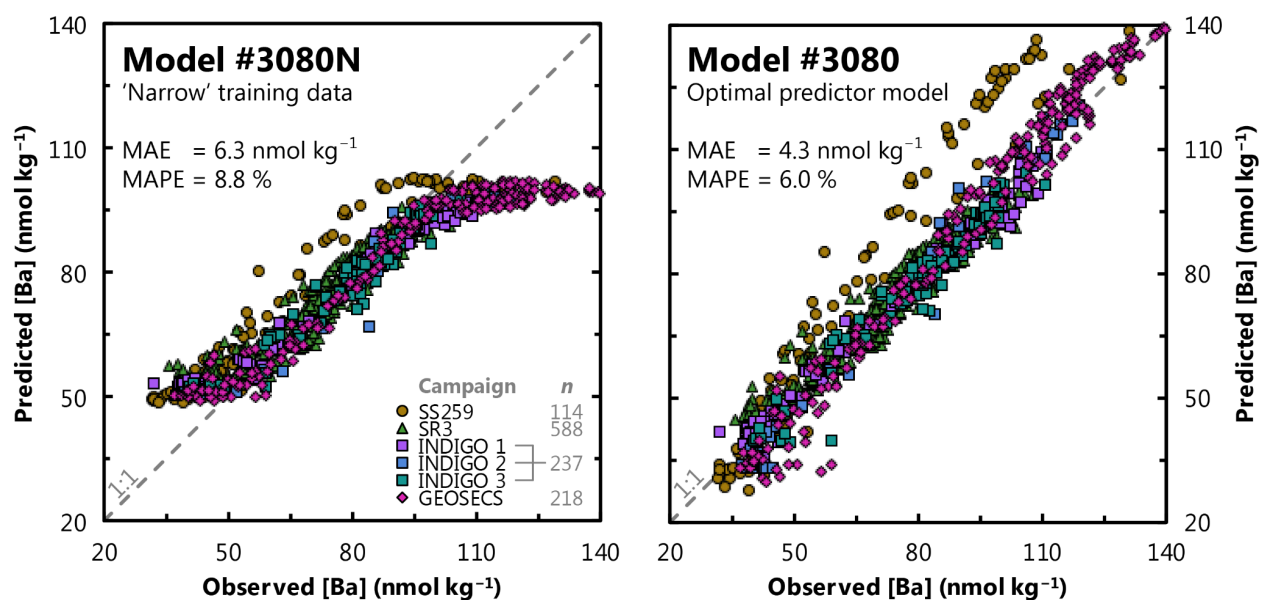 Model #3080N
'Narrow' training data
MAE = 6.3 nmol kg⁻¹
MAPE = 8.8 %
Predicted [Ba] (nmol kg⁻¹)
140
110
80
50
20
1:1
Campaign n
SS259 114
SR3 588
INDIGO 1
INDIGO 2 237
INDIGO 3
GEOSECS 218
20 50 80 110 140
Observed [Ba] (nmol kg⁻¹)
Model #3080
Optimal predictor model
MAE = 4.3 nmol kg⁻¹
MAPE = 6.0 %
1:1
140
110
80
50
20
Predicted [Ba] (nmol kg⁻¹)
20 50 80 110 140
Observed [Ba] (nmol kg⁻¹)